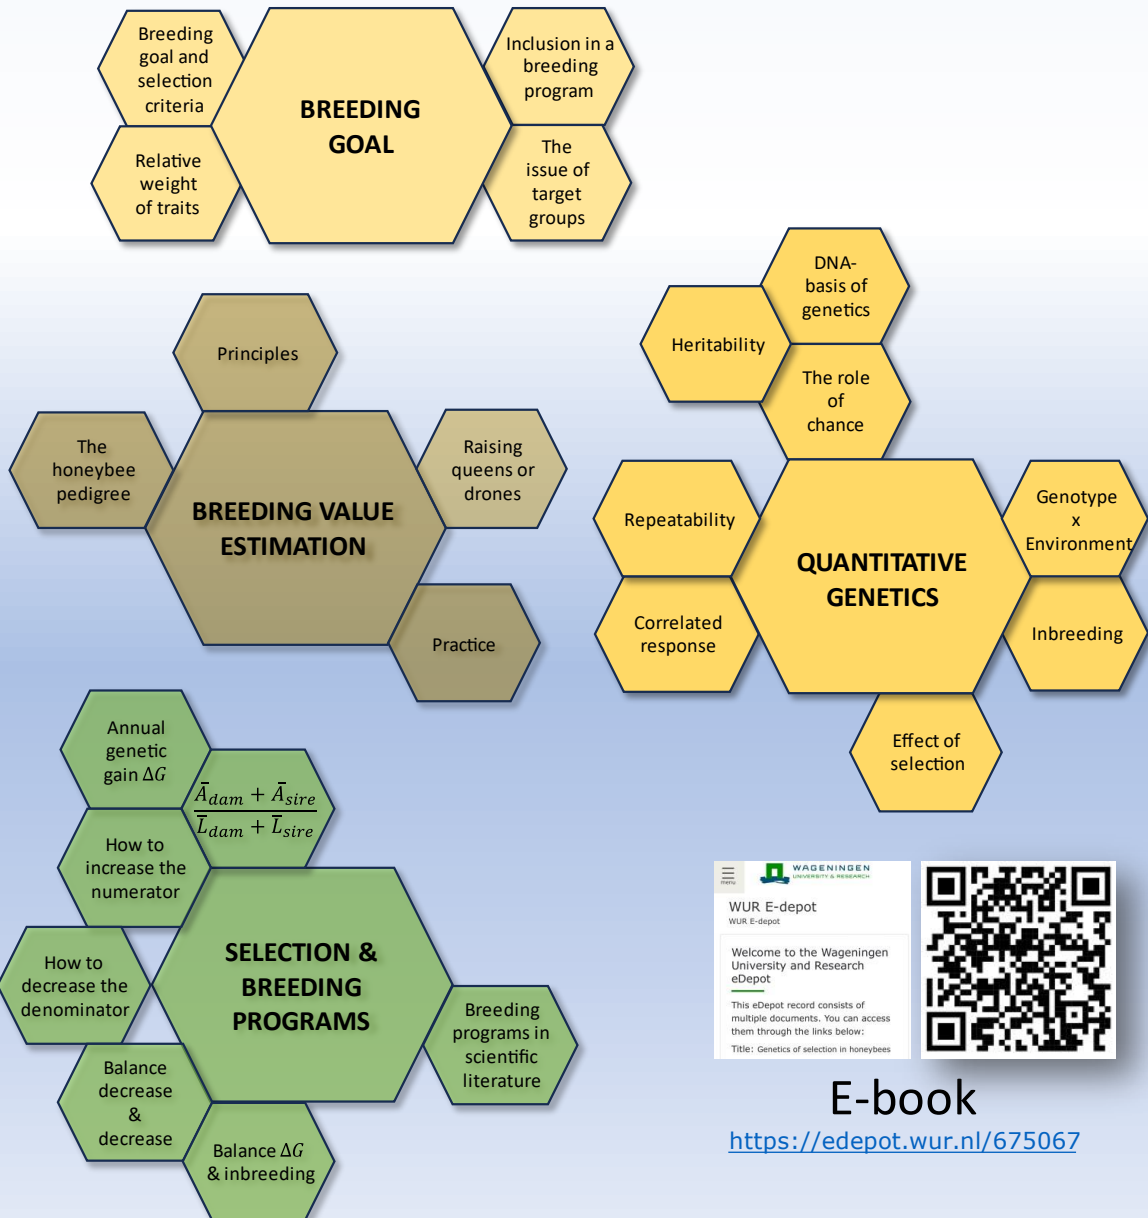 Breeding
goal and
selection
criteria
BREEDING
GOAL
Inclusion in a
breeding
program
Relative
weight
of traits
The
issue of
target
groups
DNA-
basis of
genetics
Heritability
The role
of
chance
Repeatability
QUANTITATIVE
GENETICS
Genotype
x
Environment
Correlated
response
Inbreeding
Effect of
selection
Principles
The
honeybee
pedigree
BREEDING VALUE
ESTIMATION
Raising
queens or
drones
Practice
Annual
genetic
gain ΔG
Ā_dam + Ā_sire
L̄_dam + L̄_sire
How to
increase the
numerator
SELECTION &
BREEDING
PROGRAMS
How to
decrease the
denominator
Breeding
programs in
scientific
literature
Balance
decrease
&
decrease
Balance ΔG
& inbreeding
menu
WAGENINGEN
UNIVERSITY & RESEARCH
WUR E-depot
WUR E-depot
Welcome to the Wageningen
University and Research
eDepot
This eDepot record consists of
multiple documents. You can access
them through the links below:
Title: Genetics of selection in honeybees
E-book
https://edepot.wur.nl/675067